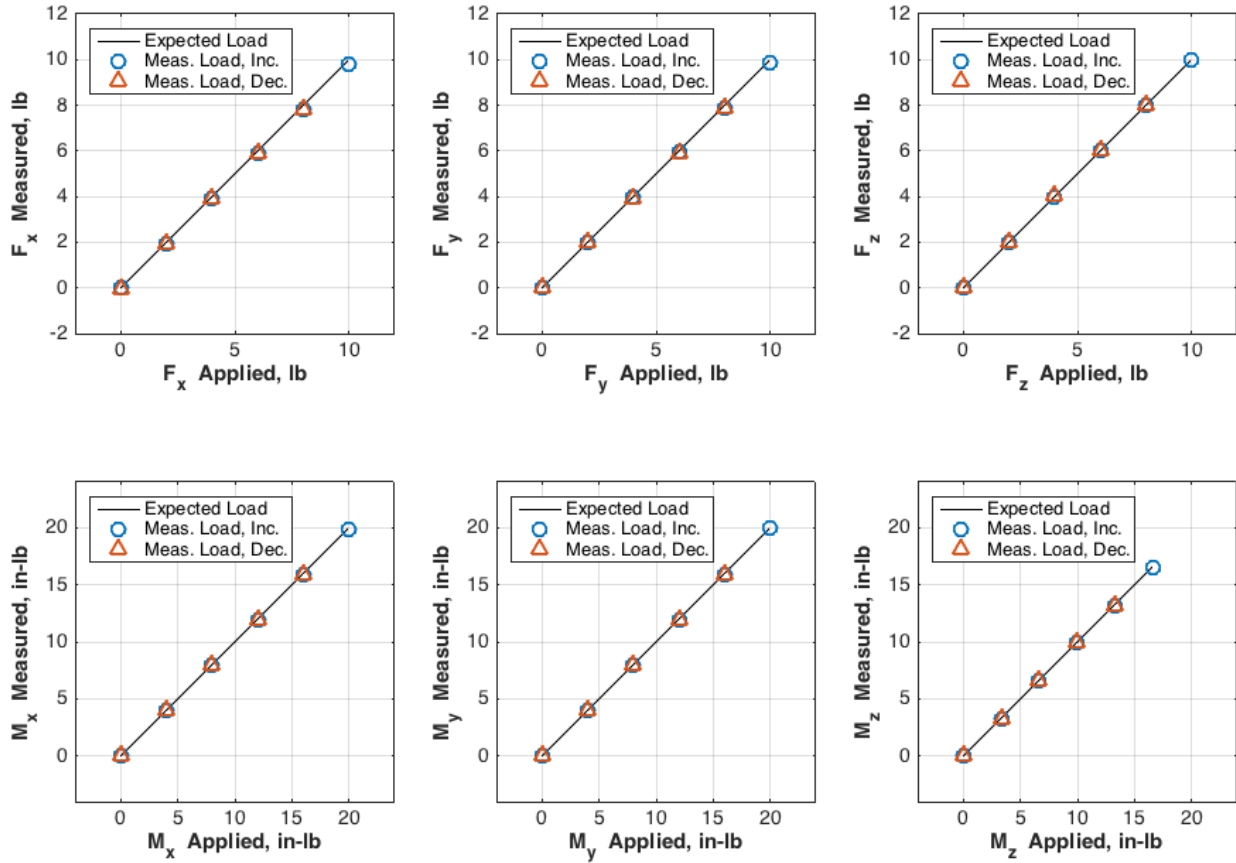 Expected Load
Meas. Load, Inc.
Meas. Load, Dec.
12
10
8
6
4
2
0
-2
0 5 10
F_x Measured, lb
F_x Applied, lb
Expected Load
Meas. Load, Inc.
Meas. Load, Dec.
12
10
8
6
4
2
0
-2
0 5 10
F_y Measured, lb
F_y Applied, lb
Expected Load
Meas. Load, Inc.
Meas. Load, Dec.
12
10
8
6
4
2
0
-2
0 5 10
F_z Measured, lb
F_z Applied, lb
Expected Load
Meas. Load, Inc.
Meas. Load, Dec.
20
15
10
5
0
0 5 10 15 20
M_x Measured, in-lb
M_x Applied, in-lb
Expected Load
Meas. Load, Inc.
Meas. Load, Dec.
20
15
10
5
0
0 5 10 15 20
M_y Measured, in-lb
M_y Applied, in-lb
Expected Load
Meas. Load, Inc.
Meas. Load, Dec.
20
15
10
5
0
0 5 10 15 20
M_z Measured, in-lb
M_z Applied, in-lb